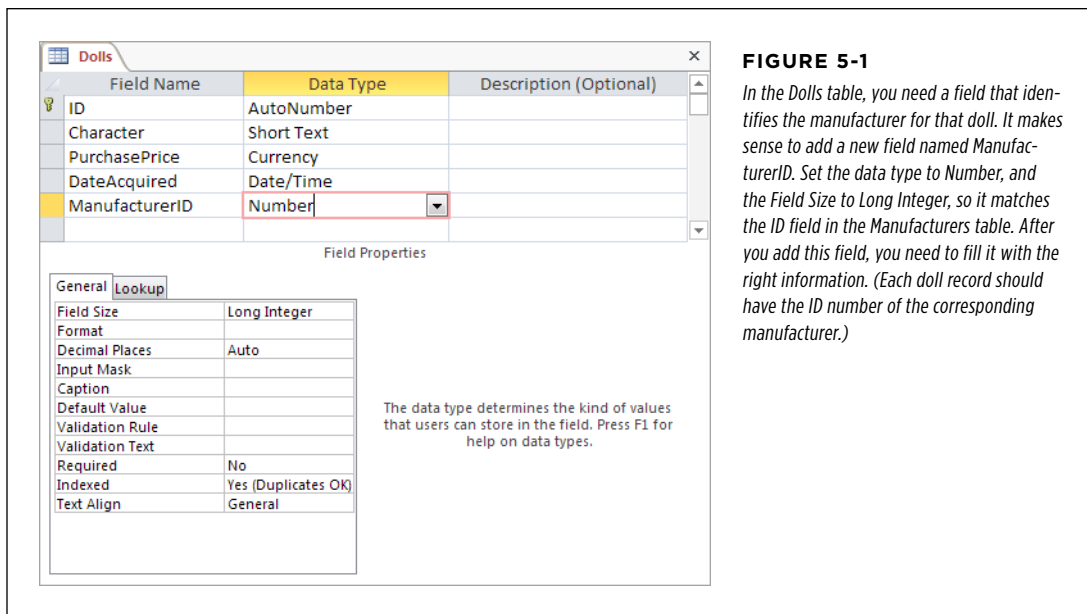 Dolls
Field Name Data Type Description (Optional)
ID AutoNumber
Character Short Text
PurchasePrice Currency
DateAcquired Date/Time
ManufacturerID Number
Field Properties
General Lookup
Field Size Long Integer
Format
Decimal Places Auto
Input Mask
Caption
Default Value
Validation Rule
Validation Text
Required No
Indexed Yes (Duplicates OK)
Text Align General
The data type determines the kind of values
that users can store in the field. Press F1 for
help on data types.
FIGURE 5-1
In the Dolls table, you need a field that iden-
tifies the manufacturer for that doll. It makes
sense to add a new field named Manufac-
turerID. Set the data type to Number, and
the Field Size to Long Integer, so it matches
the ID field in the Manufacturers table. After
you add this field, you need to fill it with the
right information. (Each doll record should
have the ID number of the corresponding
manufacturer.)